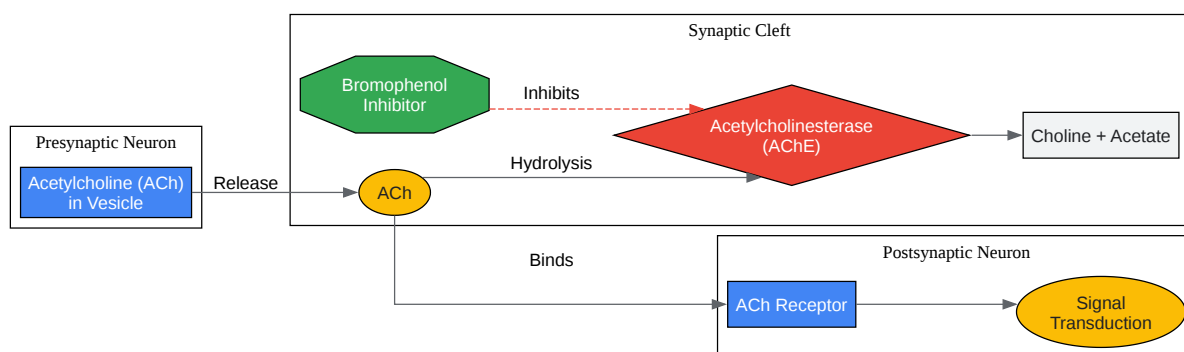 Synaptic Cleft
Bromophenol
Inhibitor
Inhibits
Acetylcholinesterase
(AChE)
Choline + Acetate
Presynaptic Neuron
Acetylcholine (ACh)
in Vesicle
Release
ACh
Hydrolysis
Binds
Postsynaptic Neuron
ACh Receptor
Signal
Transduction